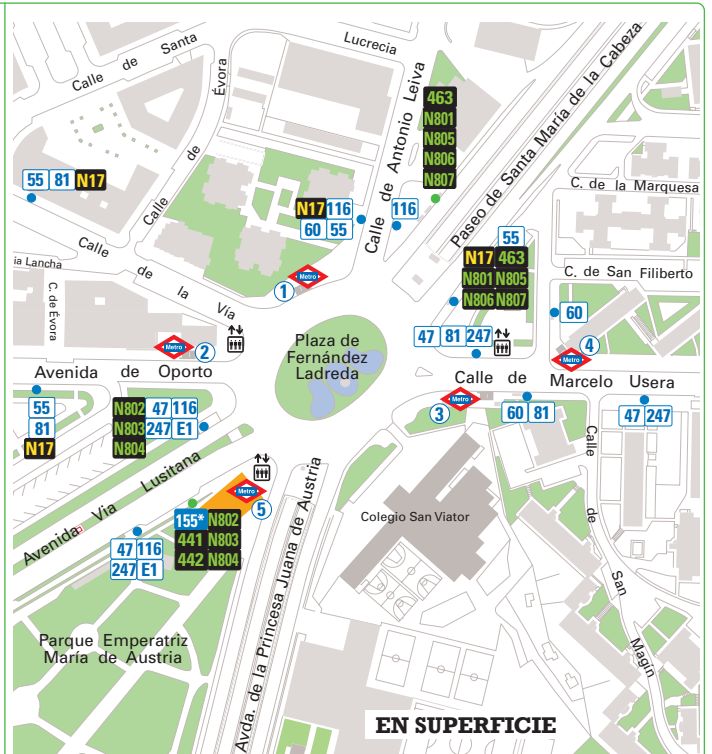 Calle de Santa
Lucrecia
Évora
de
Calle
Calle de Antonio Leiva
463
N801
N805
N806
N807
Paseo de Santa María de la Cabeza
55 81 N17
N17 116
60 55
116
C. de la Marquesa
55
N17 463
N801 N805
N806 N807
C. de San Filiberto
Calle de la Vía
ia Lancha
C. de Évora
Metro
1
60
Metro
2
Plaza de
Fernández
Ladreda
47 81 247
Metro
4
Avenida de Oporto
Calle de Marcelo Usera
55
81
N17
N802 47 116
N803 247 E1
N804
Metro
3
60 81
47 247
Avenida Vía Lusitana
Metro
5
155* N802
441 N803
442 N804
47 116
247 E1
Colegio San Viator
Calle de San Magín
Parque Emperatriz
María de Austria
Avda. de la Princesa Juana de Austria
EN SUPERFICIE